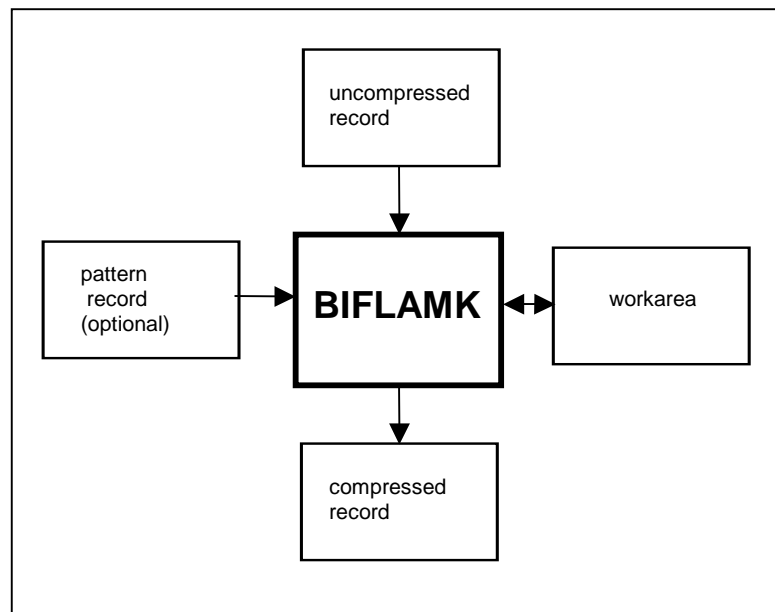 uncompressed
record
pattern
record
(optional)
BIFLAMK
workarea
compressed
record